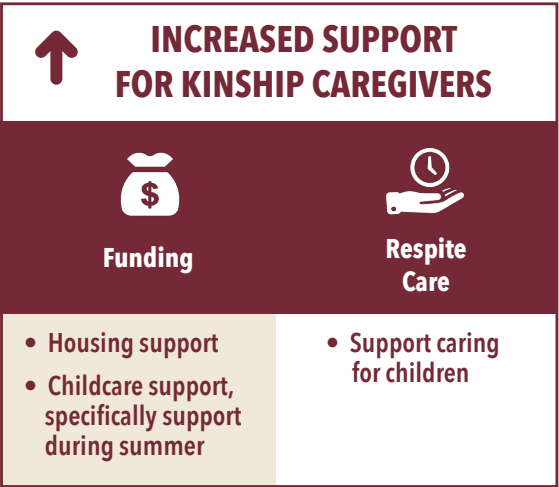 INCREASED SUPPORT
FOR KINSHIP CAREGIVERS
$
Funding
Respite
Care
• Housing support
• Childcare support,
specifically support
during summer
• Support caring
for children